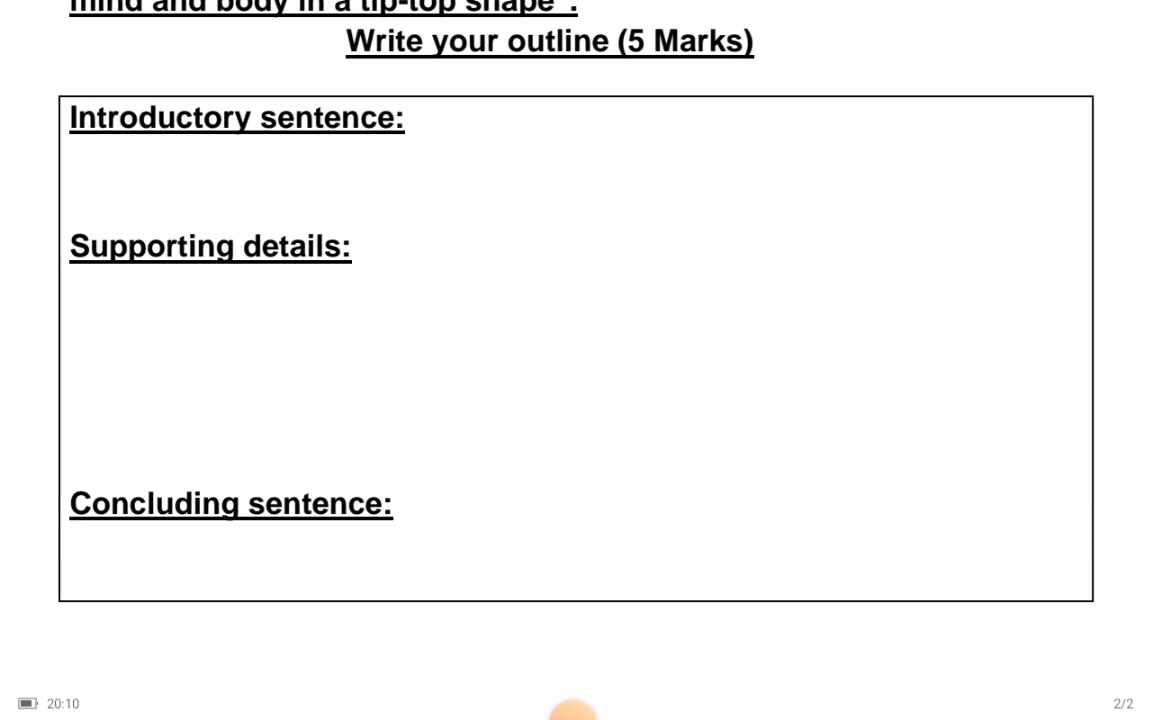 mind and body in a tip-top shape".
Write your outline (5 Marks)
Introductory sentence:
Supporting details:
Concluding sentence:
20:10
2/2